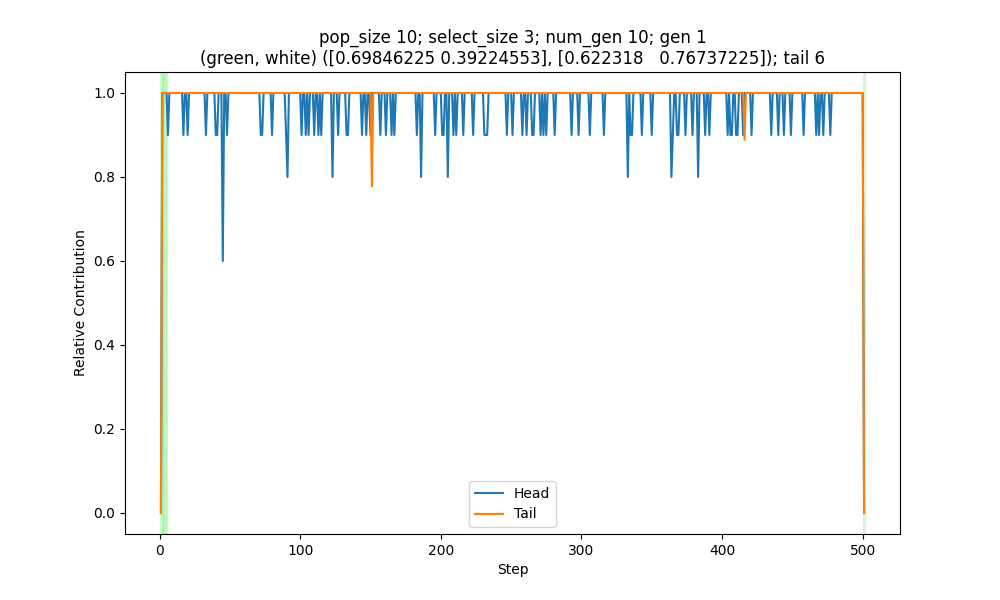 pop_size 10; select_size 3; num_gen 10; gen 1
(green, white) ([0.69846225 0.39224553], [0.622318   0.76737225]); tail 6
1.0
0.8
0.6
0.4
0.2
0.0
Relative Contribution
Head
Tail
0 100 200 300 400 500
Step